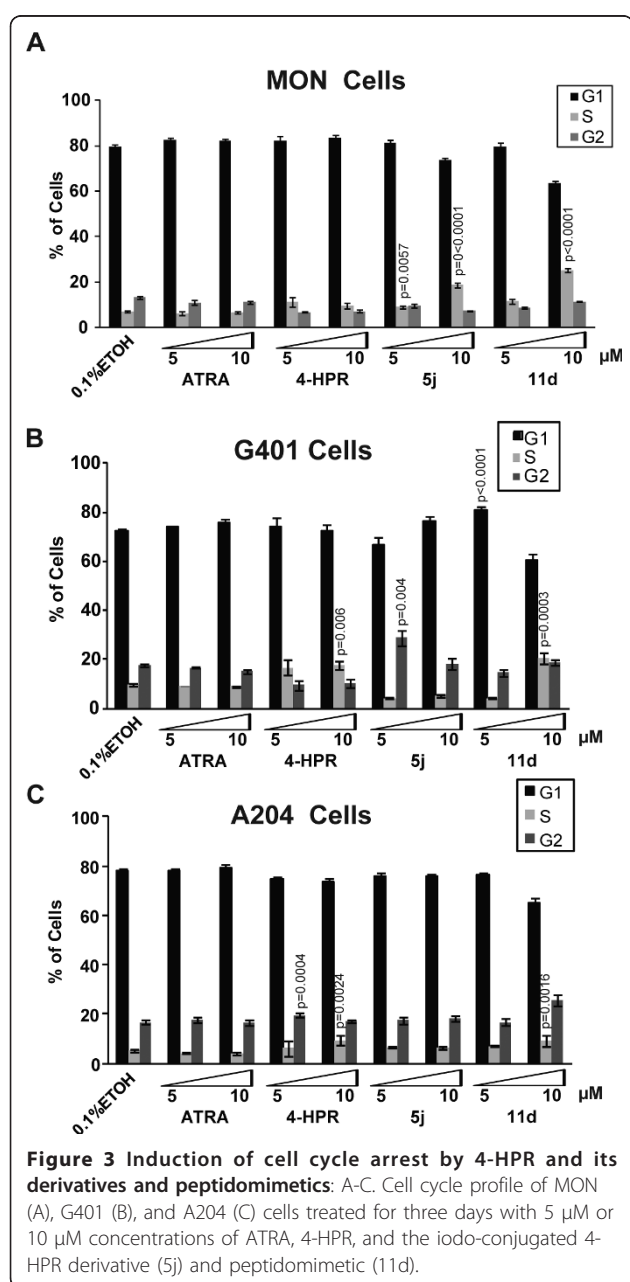 A
MON Cells
G1
S
G2
% of Cells
100
80
60
40
20
0
p=0.0057
p=0<0.0001
p<0.0001
0.1%ETOH
5 10 5 10 5 10 5 10 µM
ATRA 4-HPR 5j 11d
B
G401 Cells
G1
S
G2
% of Cells
100
80
60
40
20
0
p=0.006
p=0.004
p<0.0001
p=0.0003
0.1%ETOH
5 10 5 10 5 10 5 10 µM
ATRA 4-HPR 5j 11d
C
A204 Cells
G1
S
G2
% of Cells
100
80
60
40
20
0
p=0.0004
p=0.0024
p=0.0016
0.1%ETOH
5 10 5 10 5 10 5 10 µM
ATRA 4-HPR 5j 11d
Figure 3 Induction of cell cycle arrest by 4-HPR and its
derivatives and peptidomimetics: A-C. Cell cycle profile of MON
(A), G401 (B), and A204 (C) cells treated for three days with 5 µM or
10 µM concentrations of ATRA, 4-HPR, and the iodo-conjugated 4-
HPR derivative (5j) and peptidomimetic (11d).